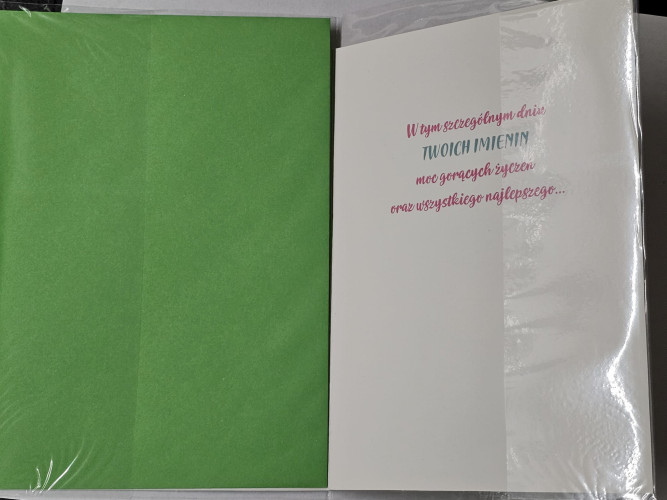 W tym szczególnym dniu
TWOICH IMIENIN
moc gorących życzeń
oraz wszystkiego najlepszego...